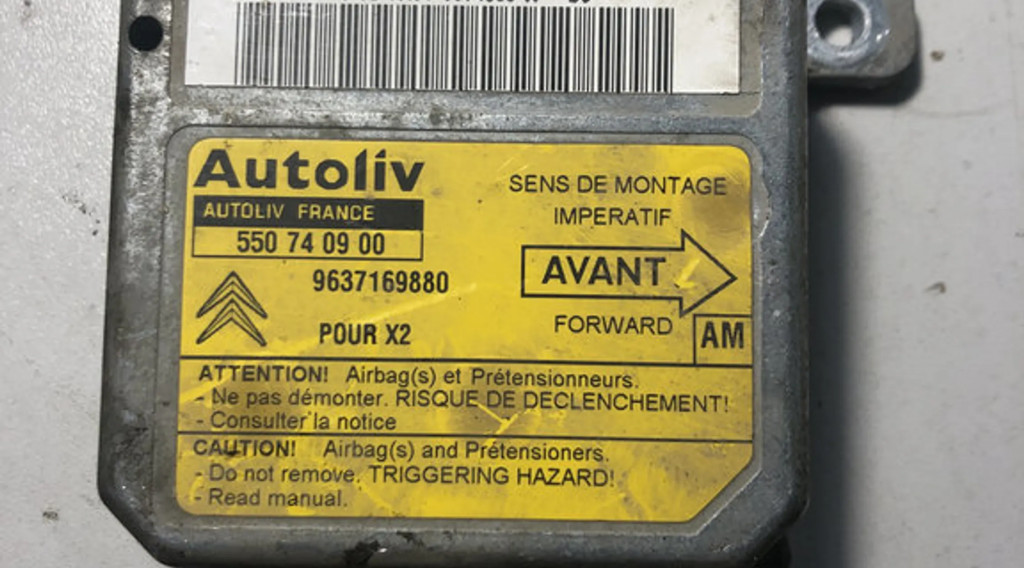 Autoliv
AUTOLIV FRANCE
550 74 09 00
9637169880
POUR X2
SENS DE MONTAGE
IMPERATIF
AVANT
FORWARD
AM
ATTENTION! Airbag(s) et Prétensionneurs.
- Ne pas démonter. RISQUE DE DECLENCHEMENT!
- Consulter la notice
CAUTION! Airbag(s) and Prétensioners.
- Do not remove. TRIGGERING HAZARD!
- Read manual.